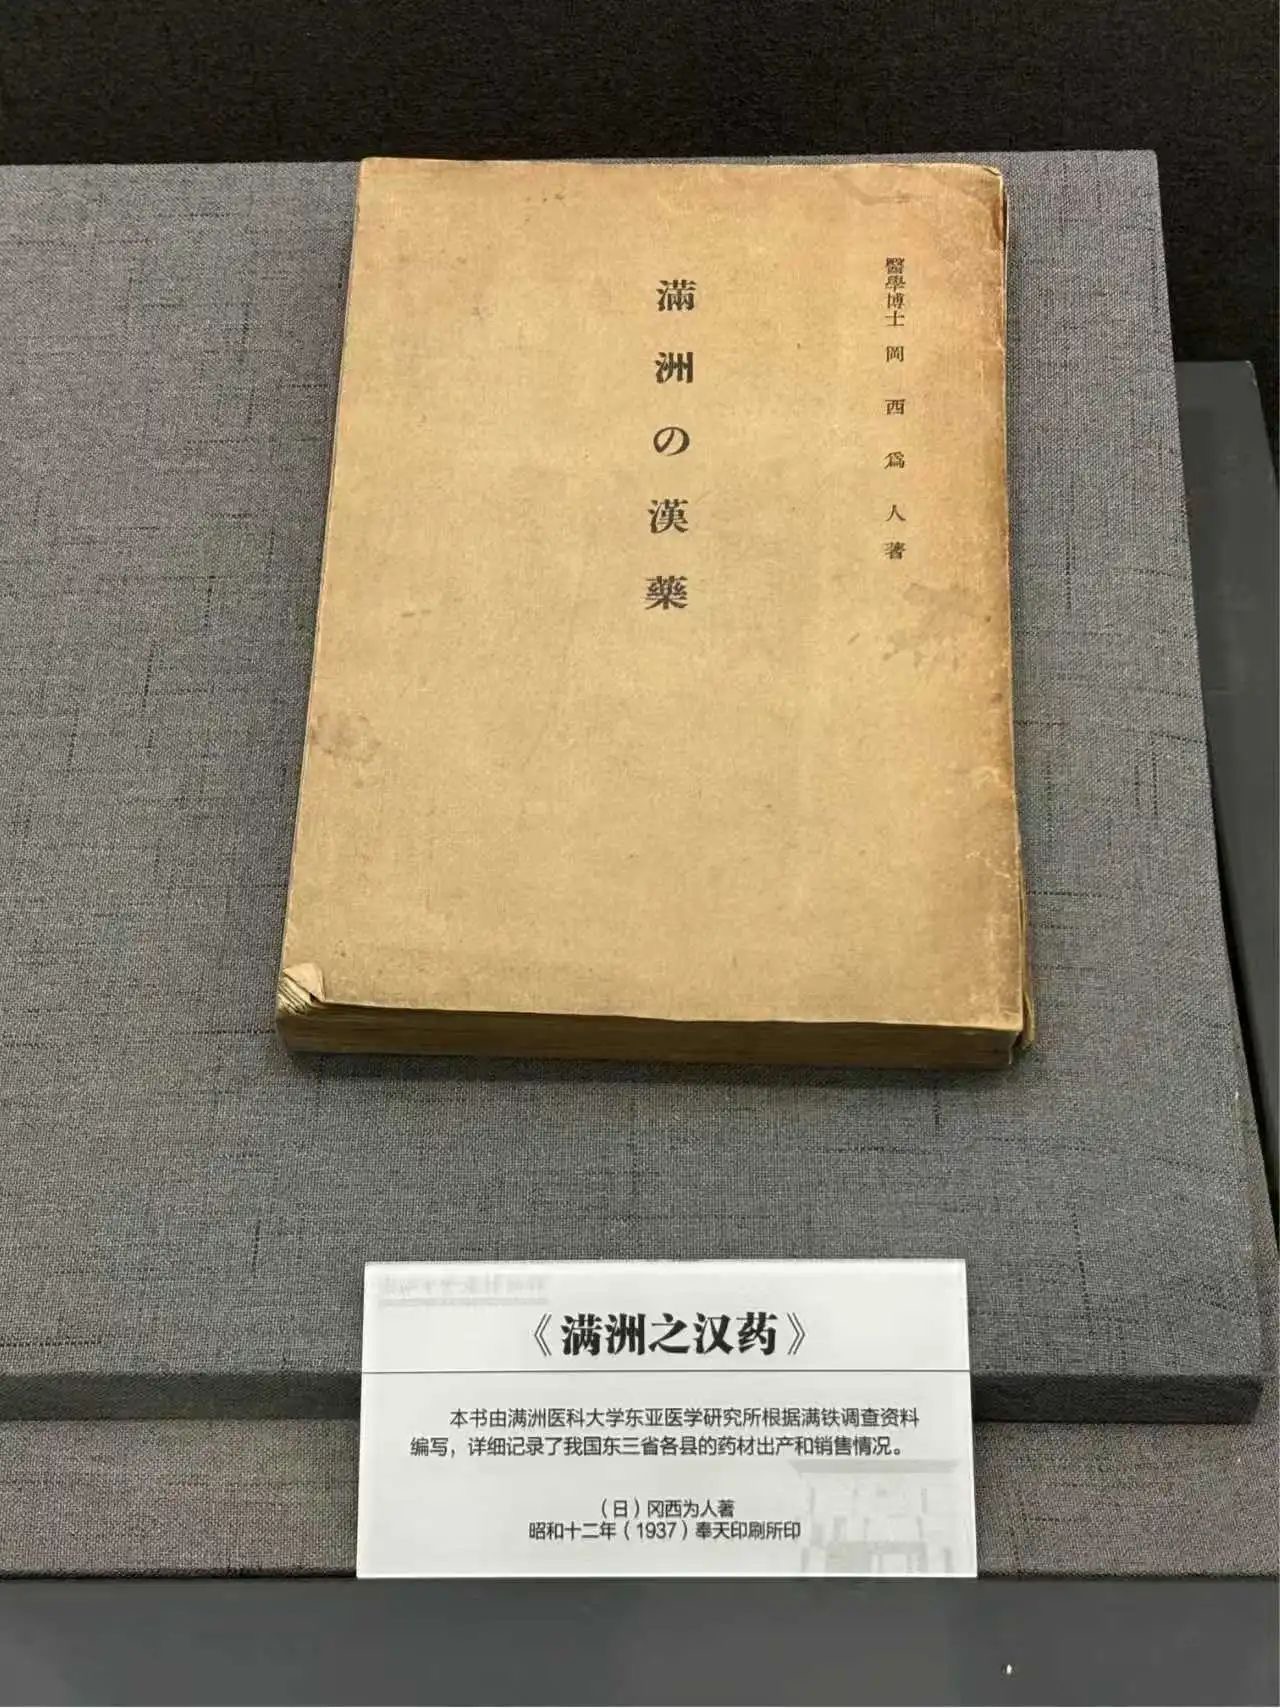 醫學博士 岡西爲人著
滿洲の漢藥
《满洲之汉药》
本书由满洲医科大学东亚医学研究所根据满铁调查资料
编写，详细记录了我国东三省各县的药材出产和销售情况。
（日）冈西为人著
昭和十二年（1937）奉天印刷所印